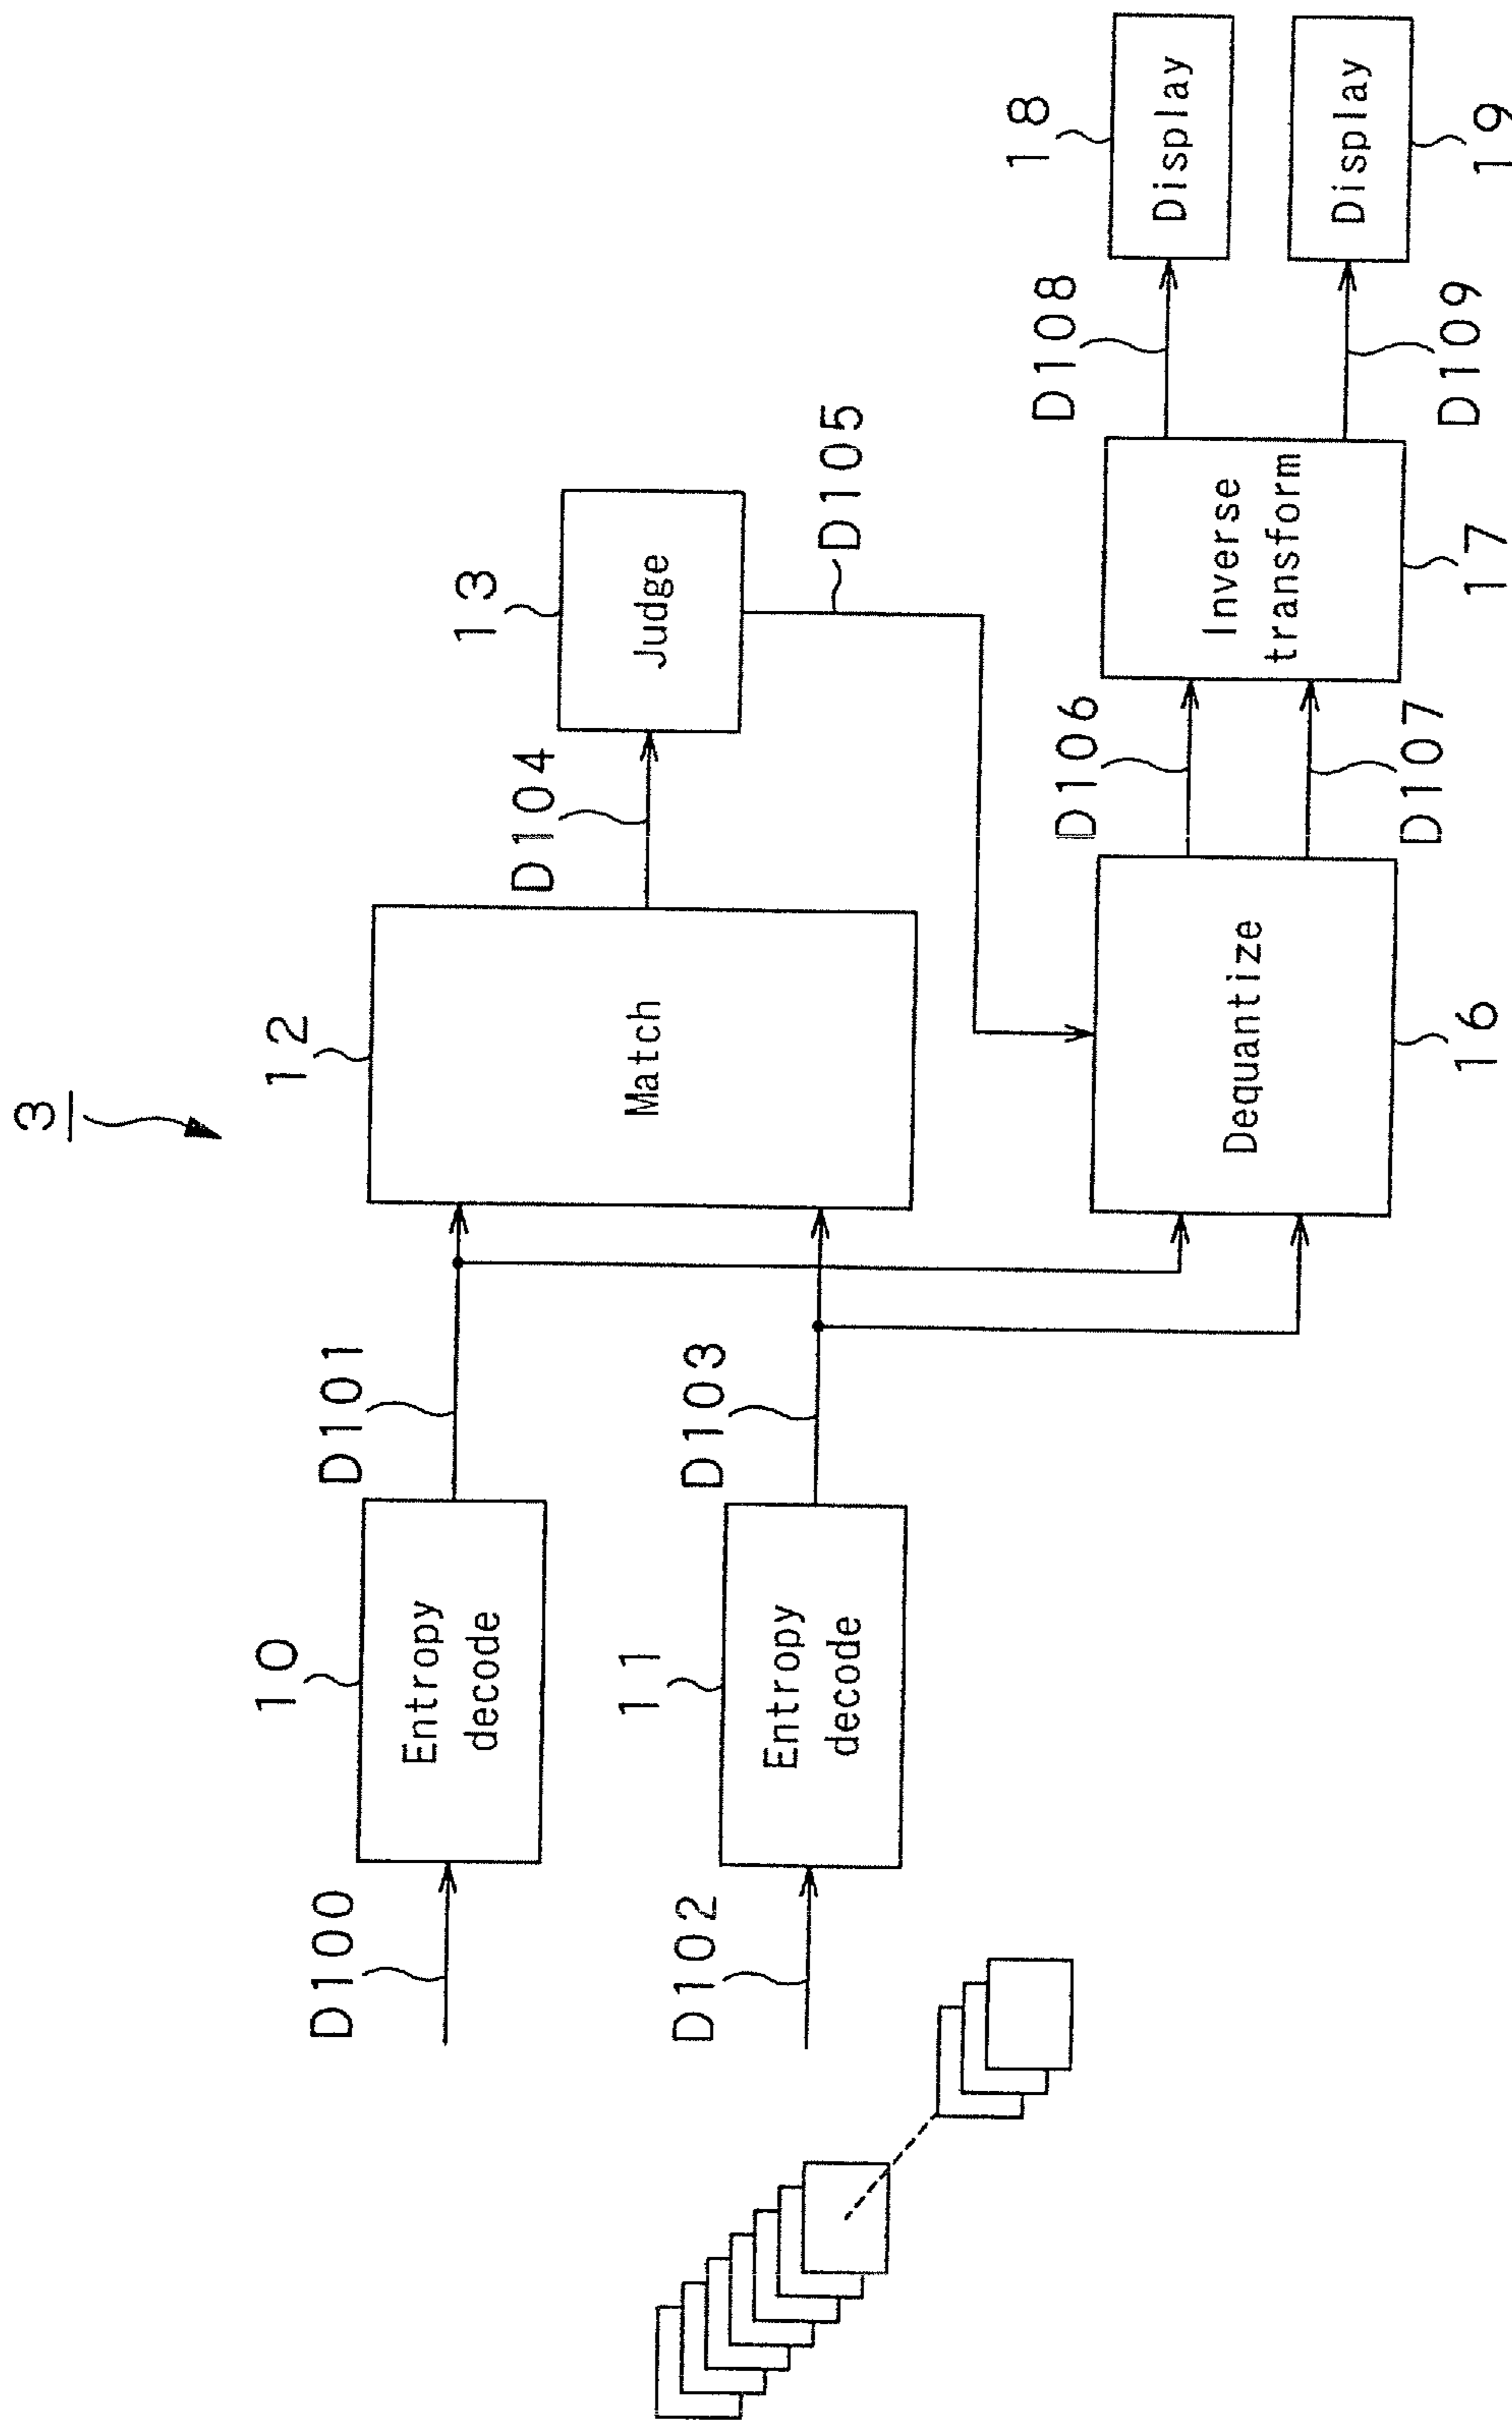 3
D100
10
Entropy
decode
D101
12
Match
D104
13
Judge
D105
D102
11
Entropy
decode
D103
Dequantize
16
D106
D107
Inverse
transform
17
D108
D109
18
Display
Display
19